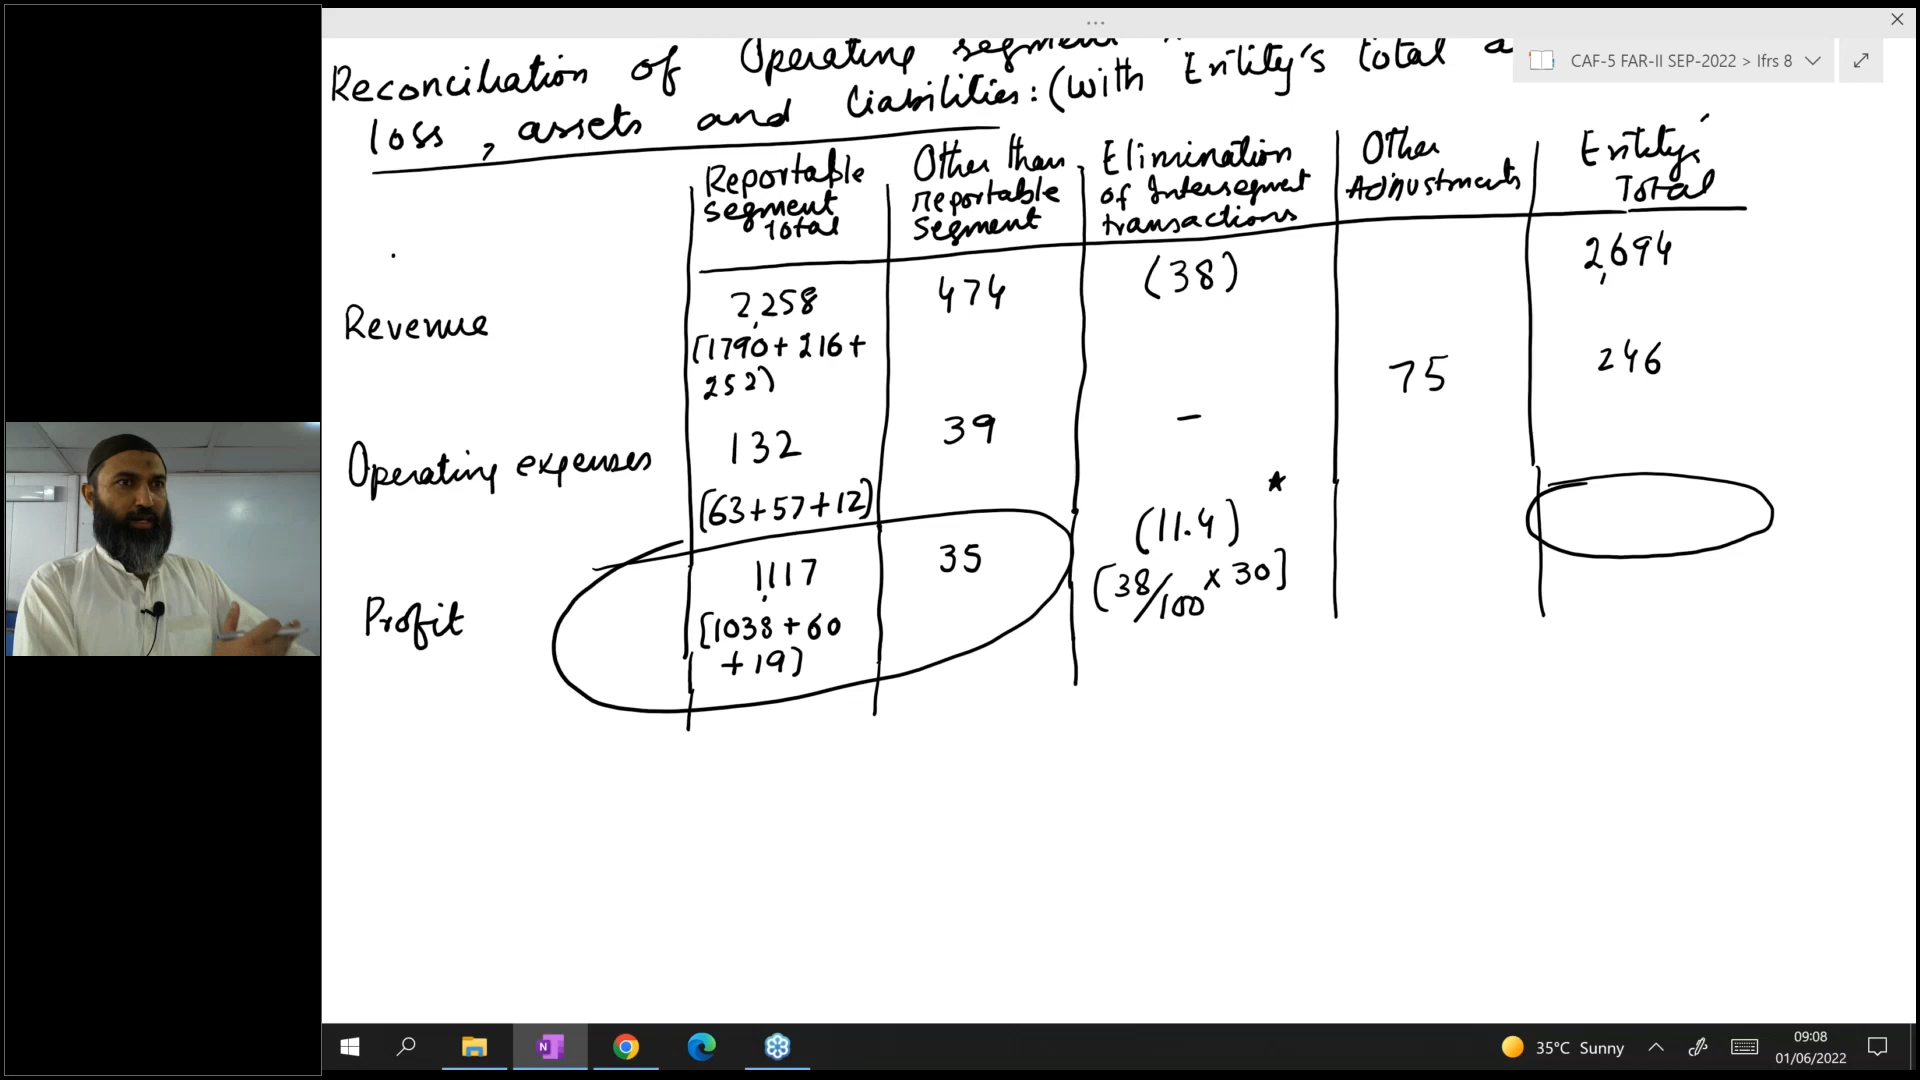 CAF-5 FAR-II SEP-2022 > Ifrs 8
Reconciliation of Operating segment
loss, assets and Liabilities: (with Entity's total a
Reportable segment Total
Other than reportable segment
Elimination of Intersegment transactions
Other Adjustments
Entity's Total
Revenue
2,258
[1790 + 216 +
252)
474
(38)
2,694
Operating expenses
132
[63+57+12]
39
-
75
246
Profit
1,117
[1038 + 60
+ 19]
35
(11.4) *
[38/100 x 30]
35°C Sunny
09:08
01/06/2022